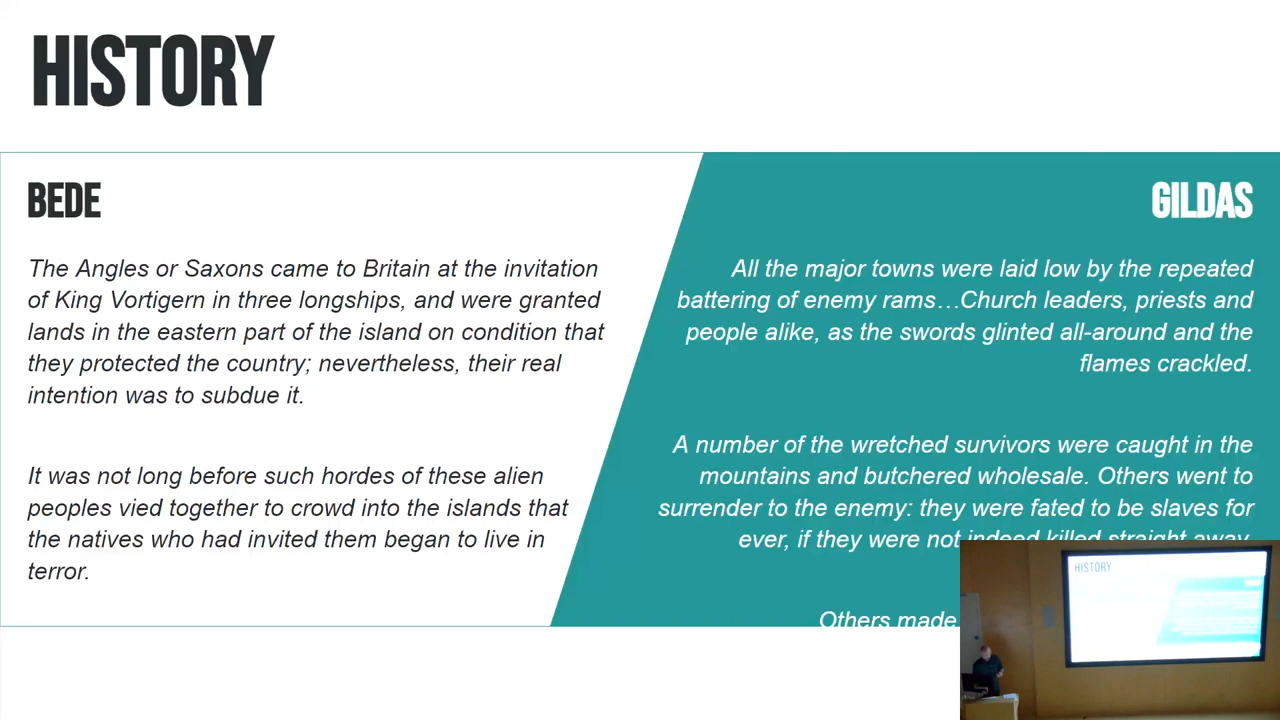 HISTORY
BEDE
The Angles or Saxons came to Britain at the invitation
of King Vortigern in three longships, and were granted
lands in the eastern part of the island on condition that
they protected the country; nevertheless, their real
intention was to subdue it.
It was not long before such hordes of these alien
peoples vied together to crowd into the islands that
the natives who had invited them began to live in
terror.
GILDAS
All the major towns were laid low by the repeated
battering of enemy rams…Church leaders, priests and
people alike, as the swords glinted all-around and the
flames crackled.
A number of the wretched survivors were caught in the
mountains and butchered wholesale. Others went to
surrender to the enemy: they were fated to be slaves for
ever, if they were not indeed killed straight away.
Others made
HISTORY